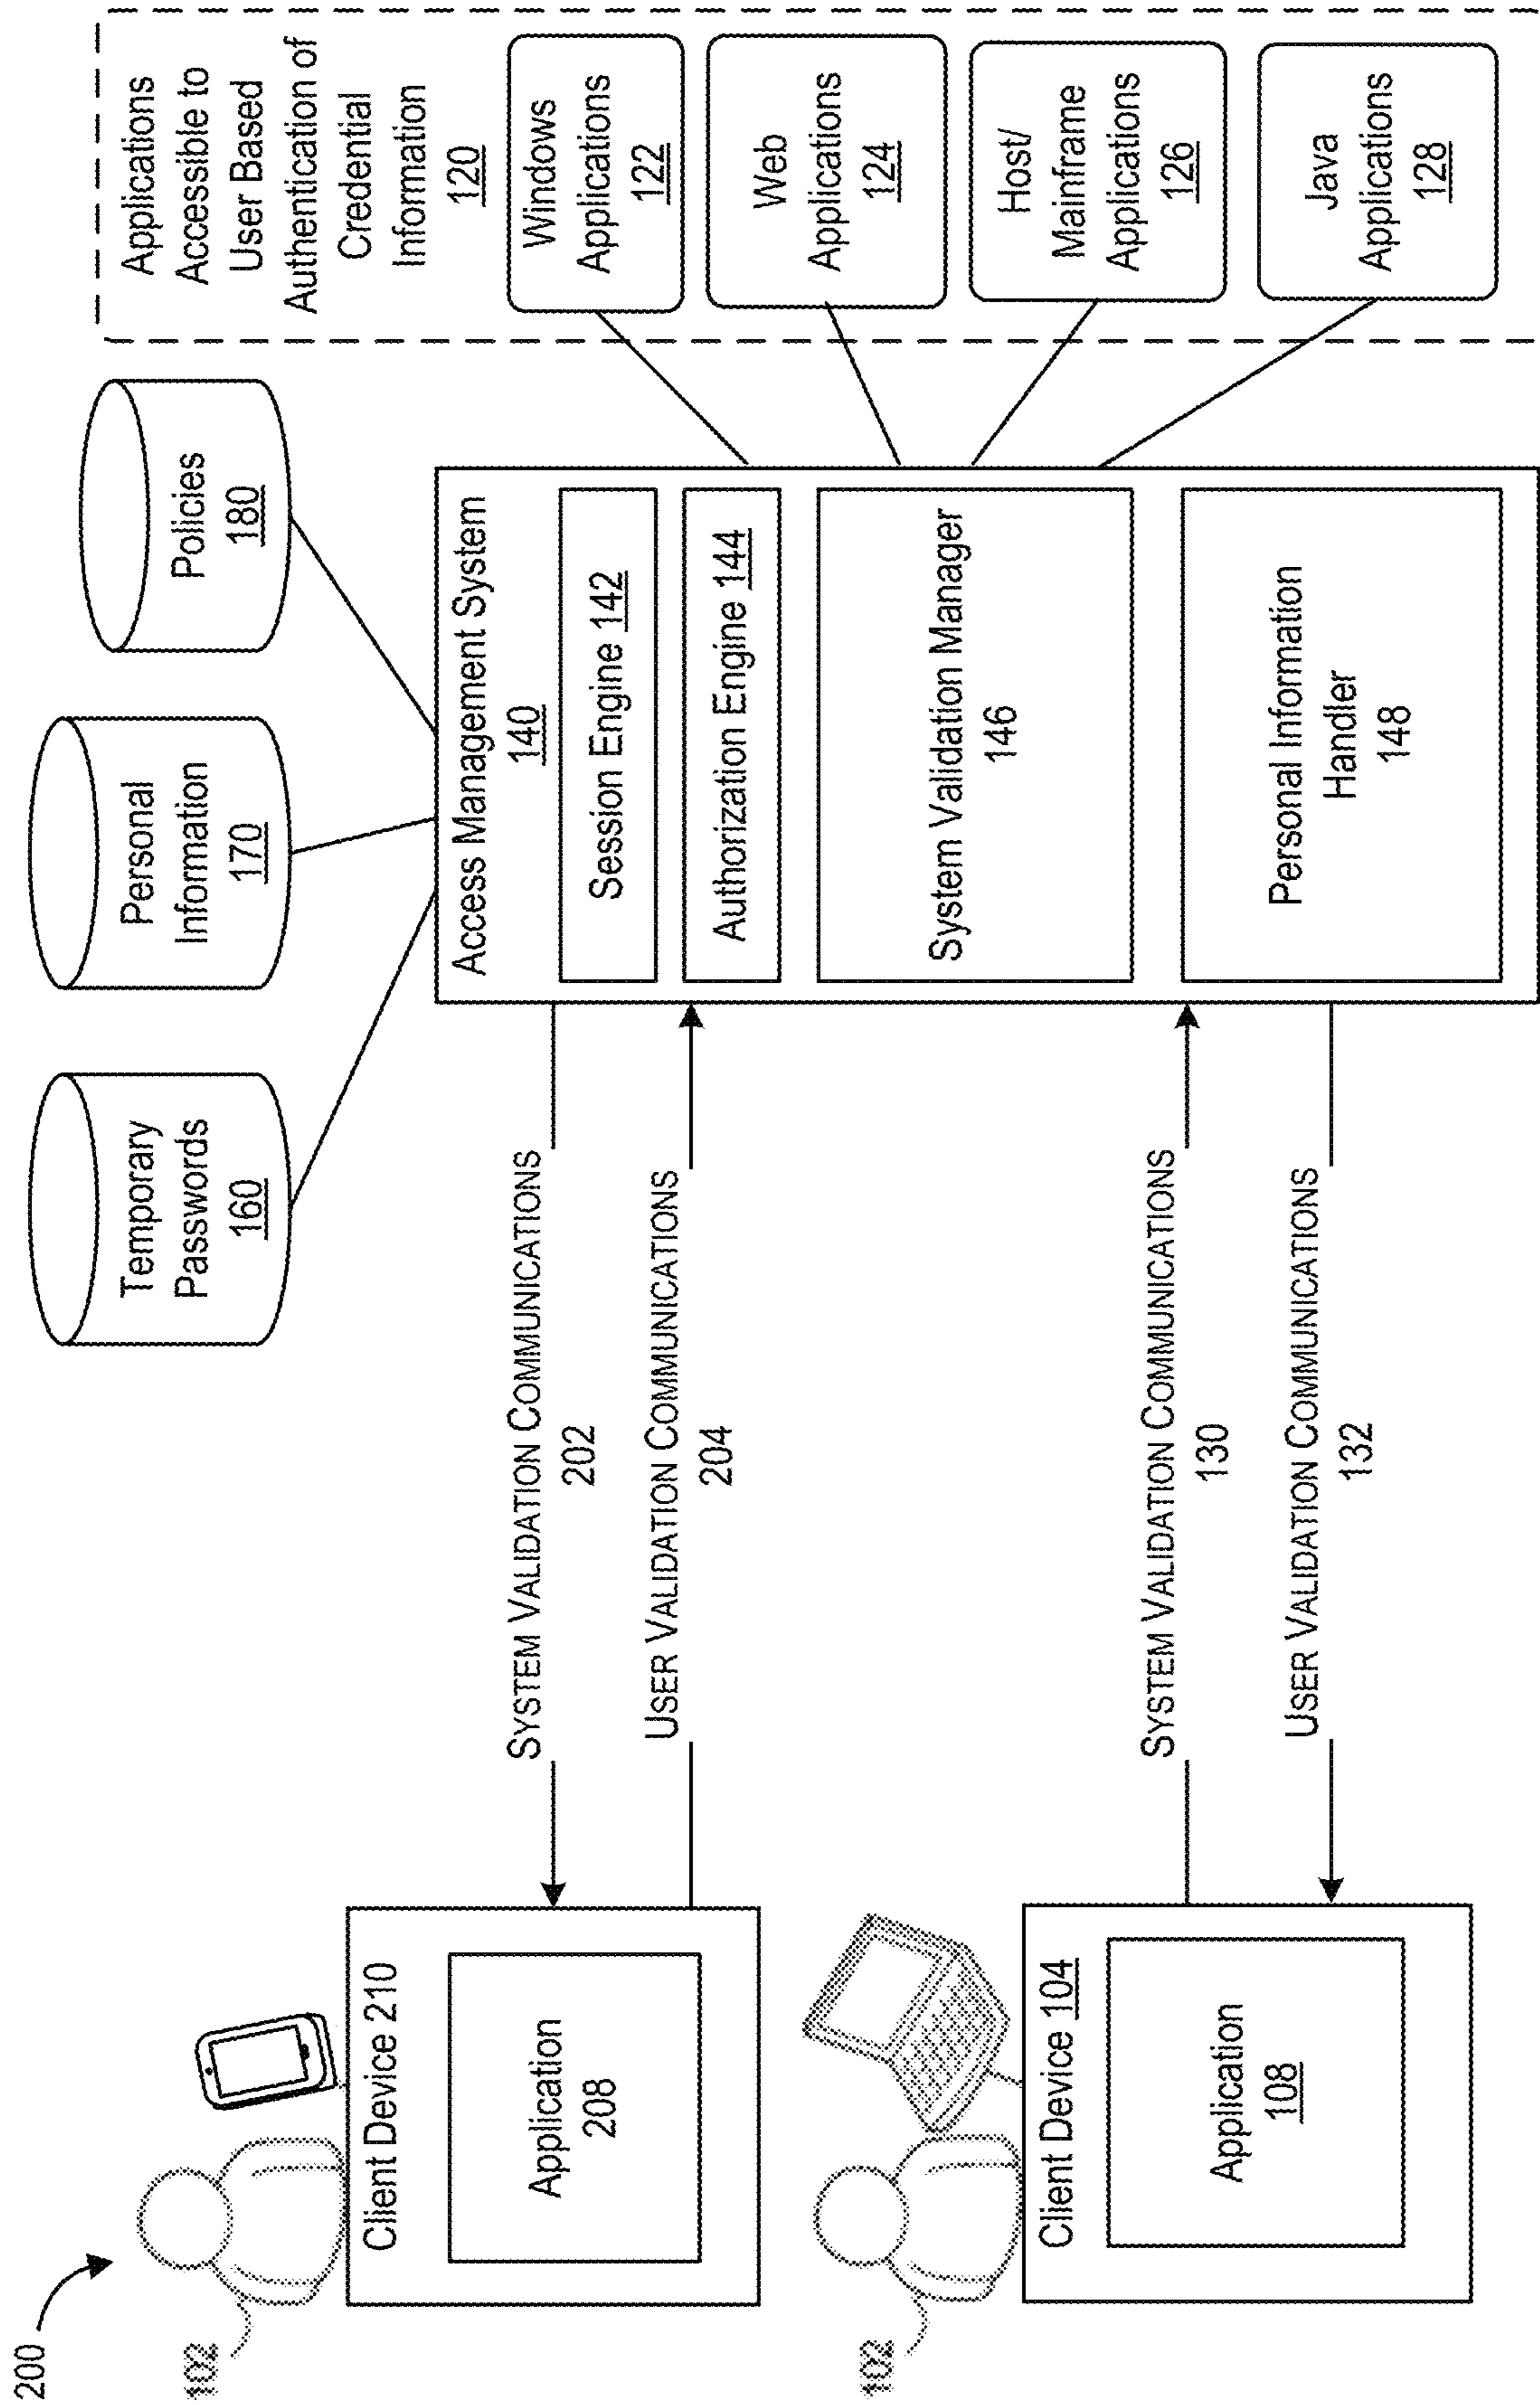 200
102
Client Device 210
Application
208
102
Client Device 104
Application
108
SYSTEM VALIDATION COMMUNICATIONS
202
USER VALIDATION COMMUNICATIONS
204
SYSTEM VALIDATION COMMUNICATIONS
130
USER VALIDATION COMMUNICATIONS
132
Temporary
Passwords
160
Personal
Information
170
Policies
180
Access Management System
140
Session Engine 142
Authorization Engine 144
System Validation Manager
146
Personal Information
Handler
148
Applications
Accessible to
User Based
Authentication of
Credential
Information
120
Windows
Applications
122
Web
Applications
124
Host/
Mainframe
Applications
126
Java
Applications
128